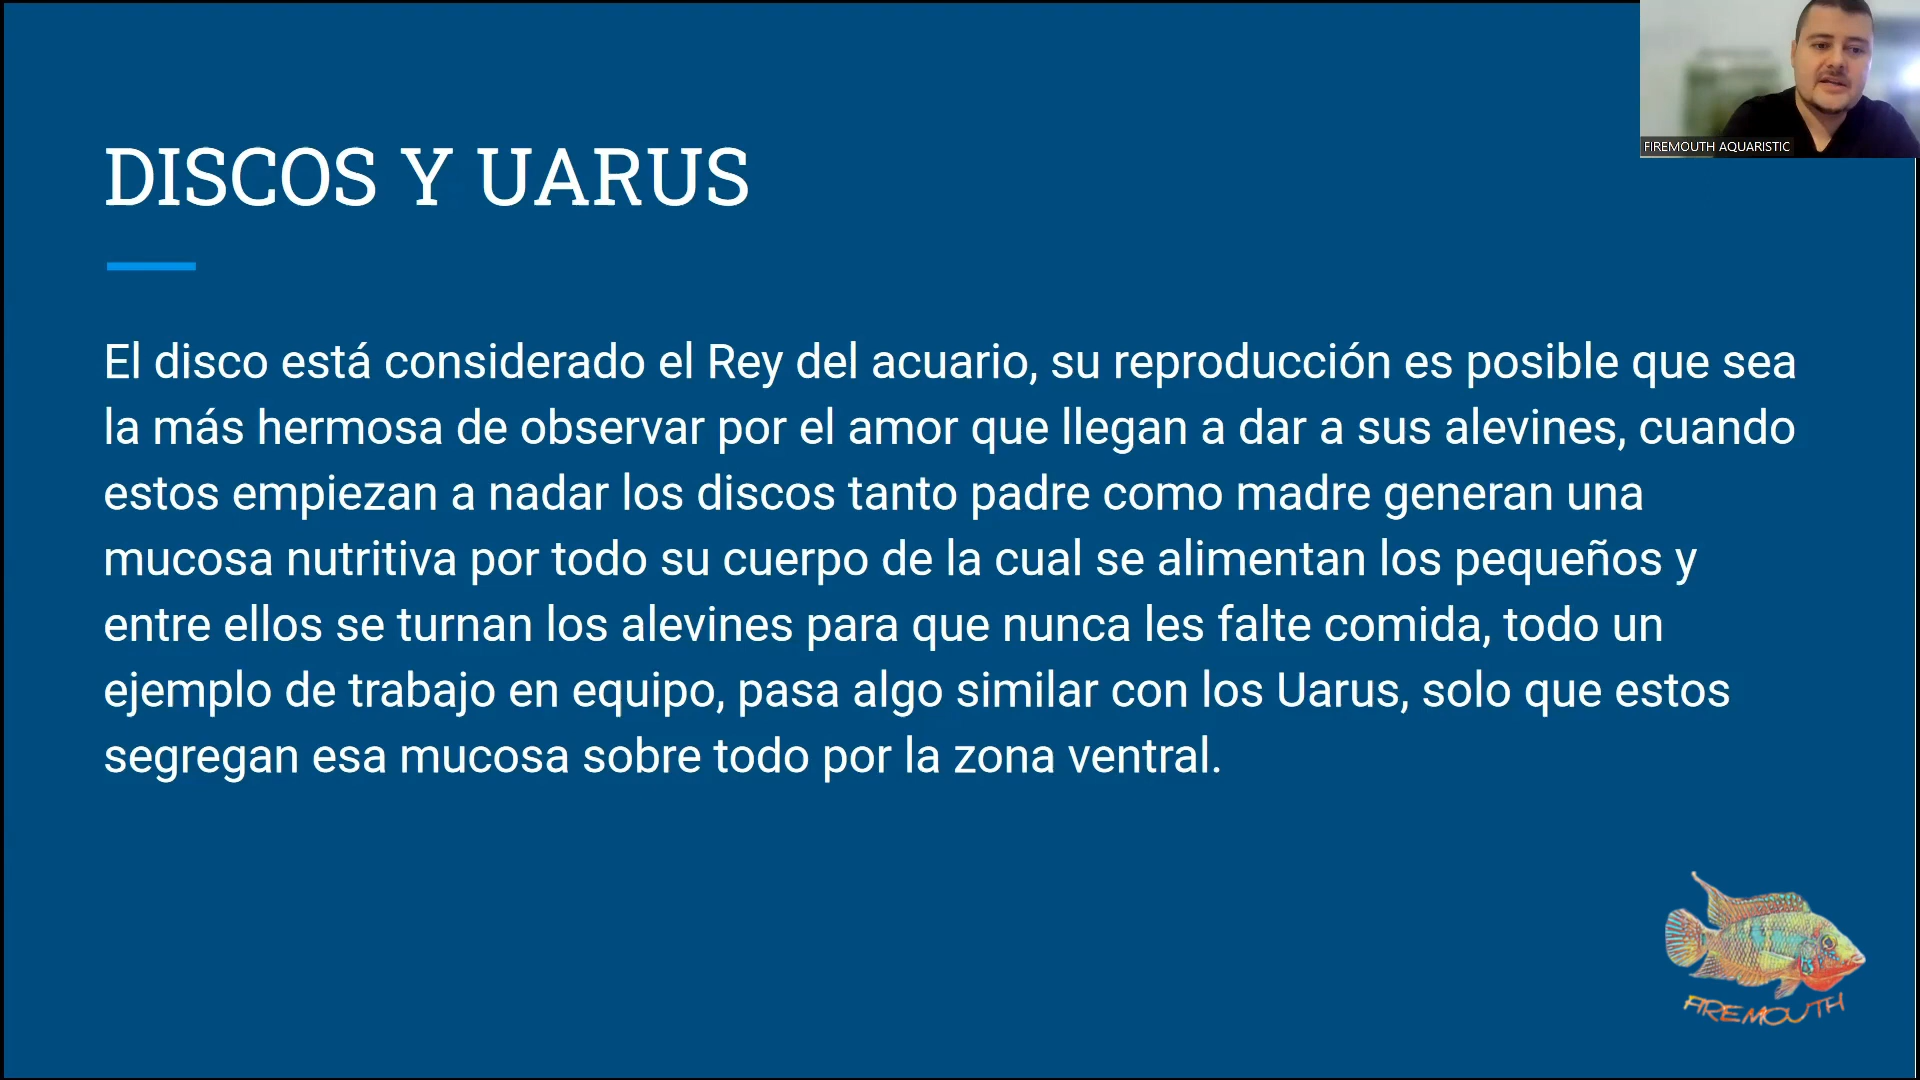 FIREMOUTH AQUARISTIC
DISCOS Y UARUS
El disco está considerado el Rey del acuario, su reproducción es posible que sea
la más hermosa de observar por el amor que llegan a dar a sus alevines, cuando
estos empiezan a nadar los discos tanto padre como madre generan una
mucosa nutritiva por todo su cuerpo de la cual se alimentan los pequeños y
entre ellos se turnan los alevines para que nunca les falte comida, todo un
ejemplo de trabajo en equipo, pasa algo similar con los Uarus, solo que estos
segregan esa mucosa sobre todo por la zona ventral.
FIREMOUTH